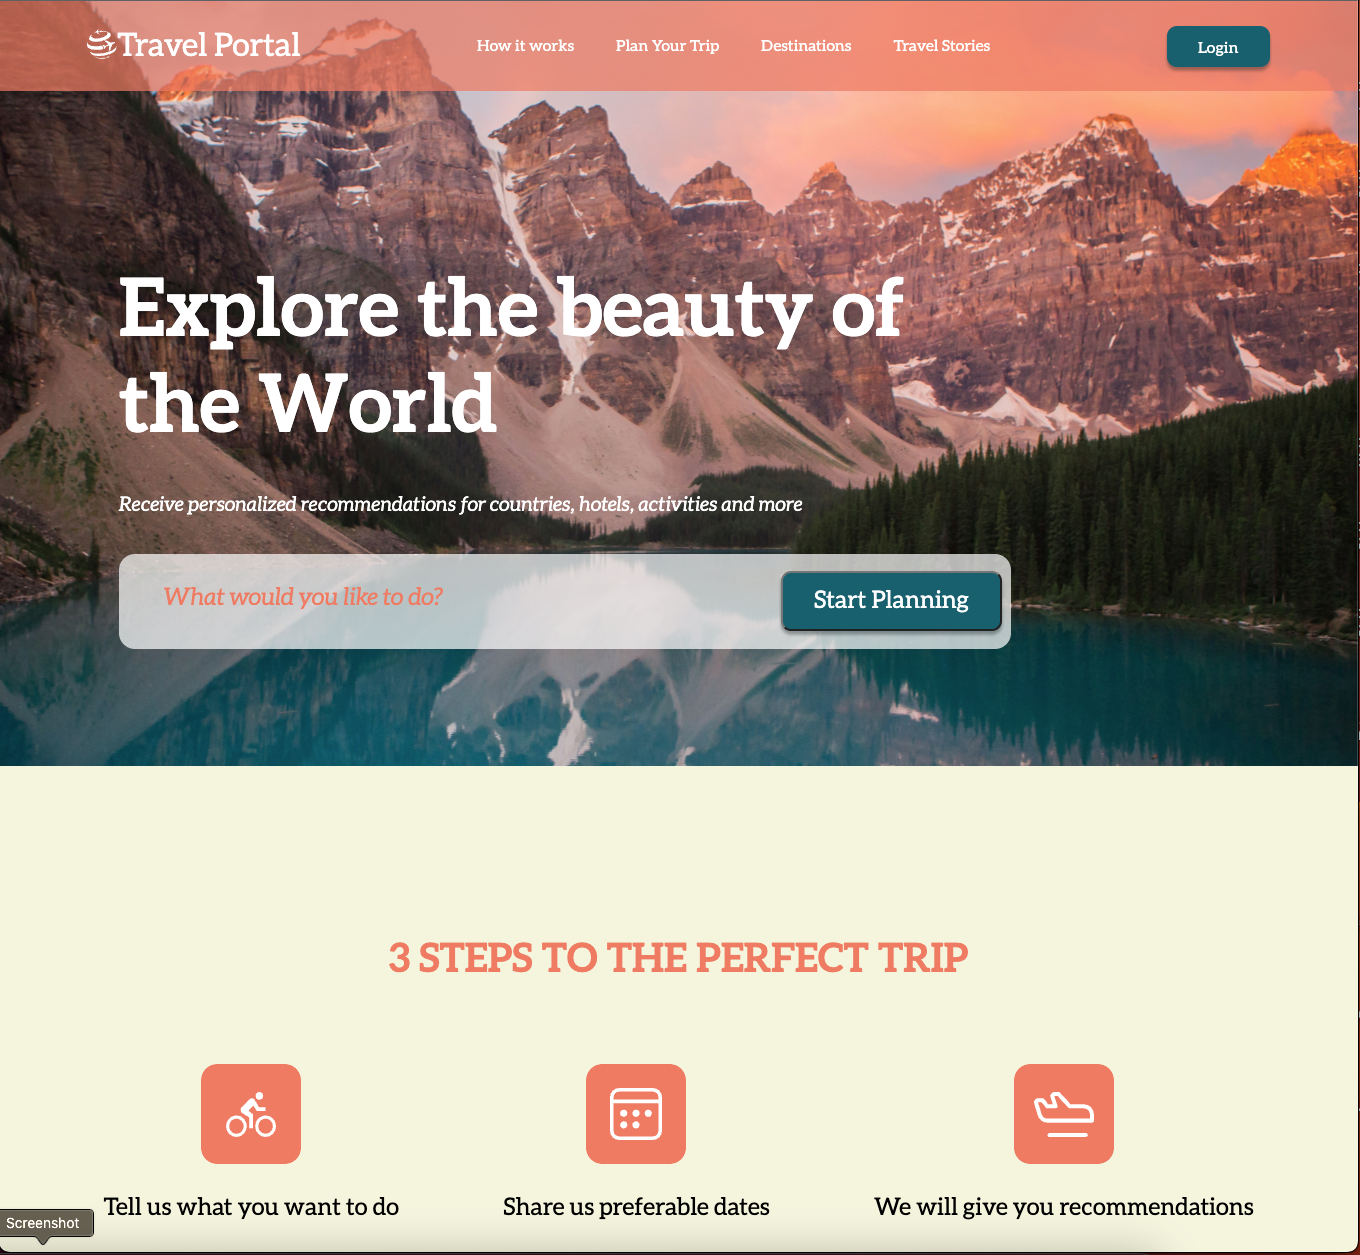 Travel Portal
How it works
Plan Your Trip
Destinations
Travel Stories
Login
Explore the beauty of
the World
Receive personalized recommendations for countries, hotels, activities and more
What would you like to do?
Start Planning
3 STEPS TO THE PERFECT TRIP
Tell us what you want to do
Share us preferable dates
We will give you recommendations
Screenshot